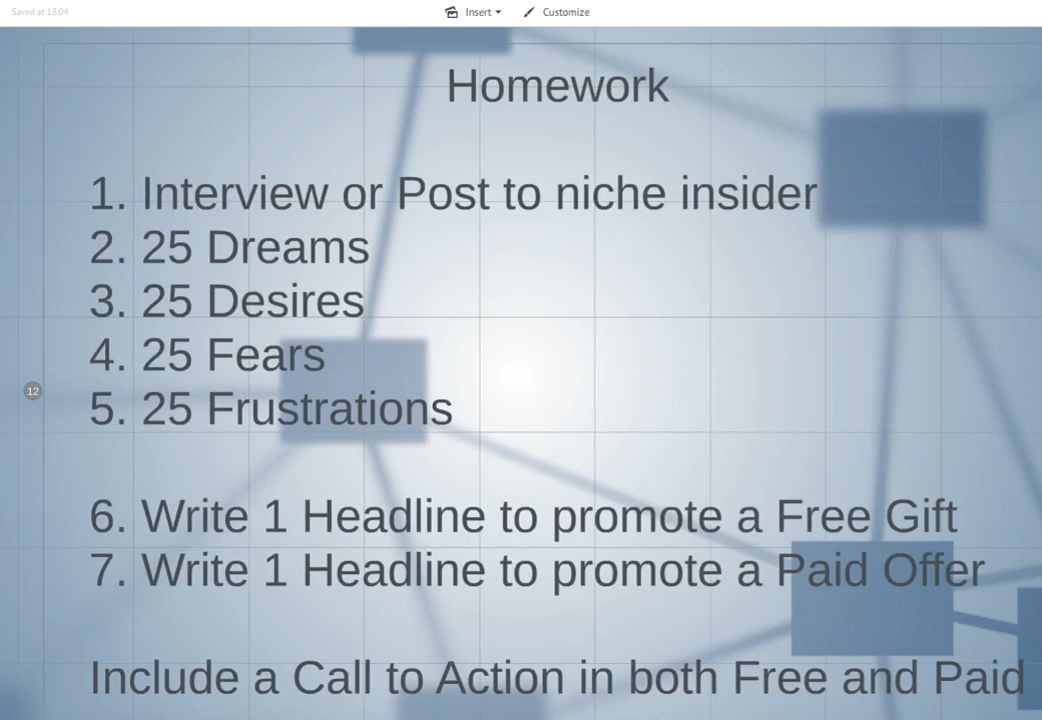 Saved at 18:04
Insert
Customize
Homework
1. Interview or Post to niche insider
2. 25 Dreams
3. 25 Desires
4. 25 Fears
12
5. 25 Frustrations
6. Write 1 Headline to promote a Free Gift
7. Write 1 Headline to promote a Paid Offer
Include a Call to Action in both Free and Paid